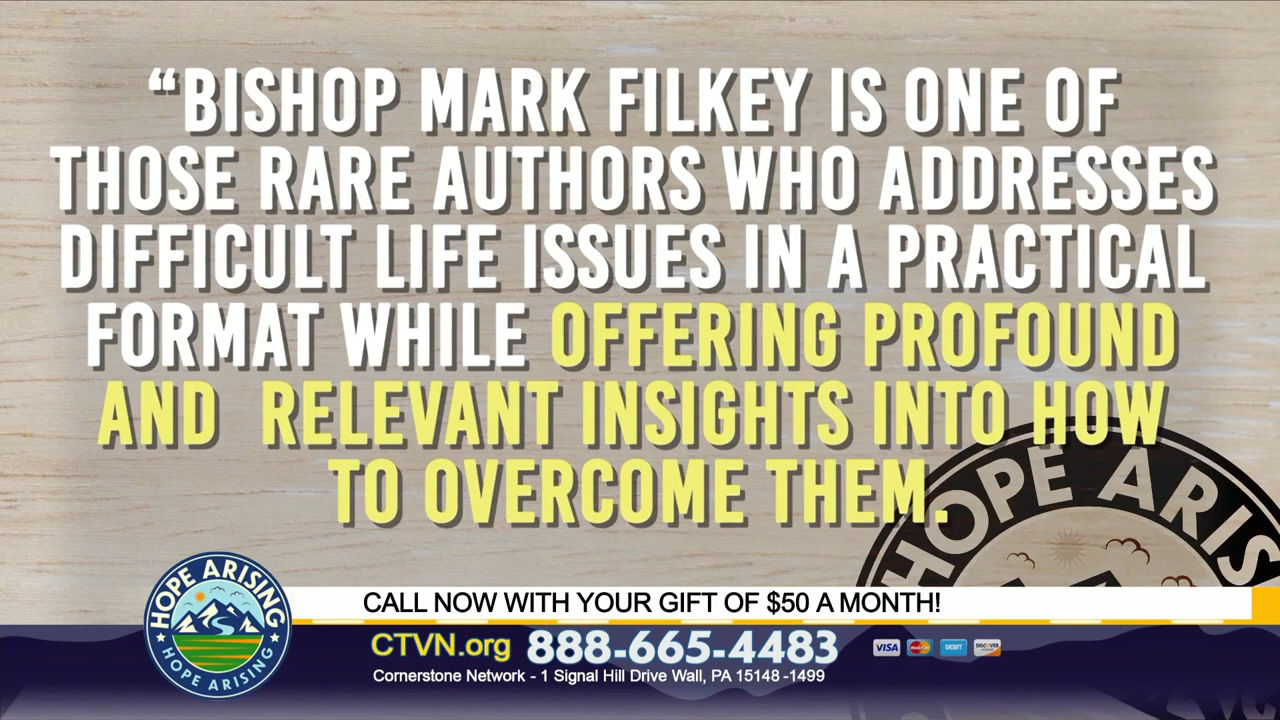 “BISHOP MARK FILKEY IS ONE OF
THOSE RARE AUTHORS WHO ADDRESSES
DIFFICULT LIFE ISSUES IN A PRACTICAL
FORMAT WHILE OFFERING PROFOUND
AND RELEVANT INSIGHTS INTO HOW
TO OVERCOME THEM.
HOPE ARIS
HOPE ARISING
HOPE ARISING
CALL NOW WITH YOUR GIFT OF $50 A MONTH!
CTVN.org 888-665-4483
VISA DEBIT DISCOVER
Cornerstone Network - 1 Signal Hill Drive Wall, PA 15148 -1499